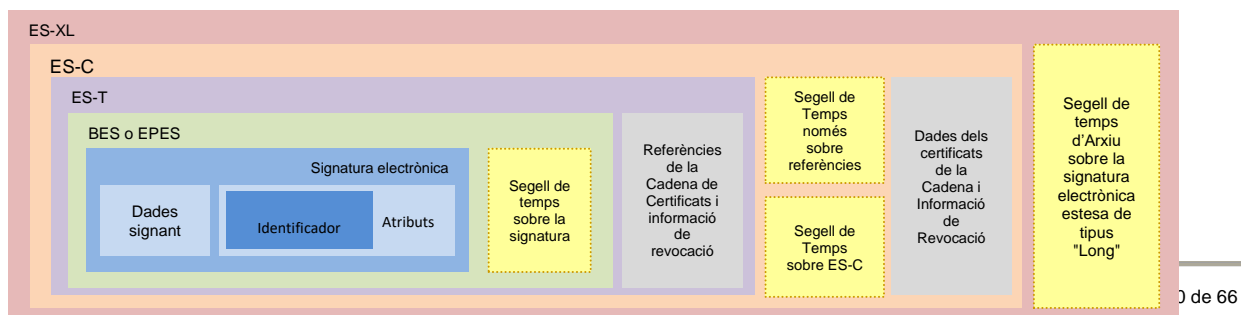 ES-XL
ES-C
ES-T
BES o EPES
Signatura electrònica
Dades
signant
Identificador
Atributs
Segell de
temps
sobre la
signatura
Referències
de la
Cadena de
Certificats i
informació
de
revocació
Segell de
Temps
només
sobre
referències
Segell de
Temps
sobre ES-C
Dades dels
certificats
de la
Cadena i
Informació
de
Revocació
Segell de
temps
d'Arxiu
sobre la
signatura
electrònica
estesa de
tipus
"Long"
de 66